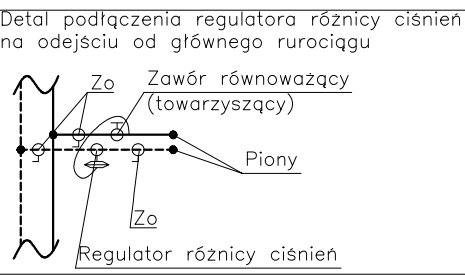 Detal podłączenia regulatora różnicy ciśnień
na odejściu od głównego rurociągu
Zo
Zawór równoważący
(towarzyszący)
Piony
Zo
Regulator różnicy ciśnień